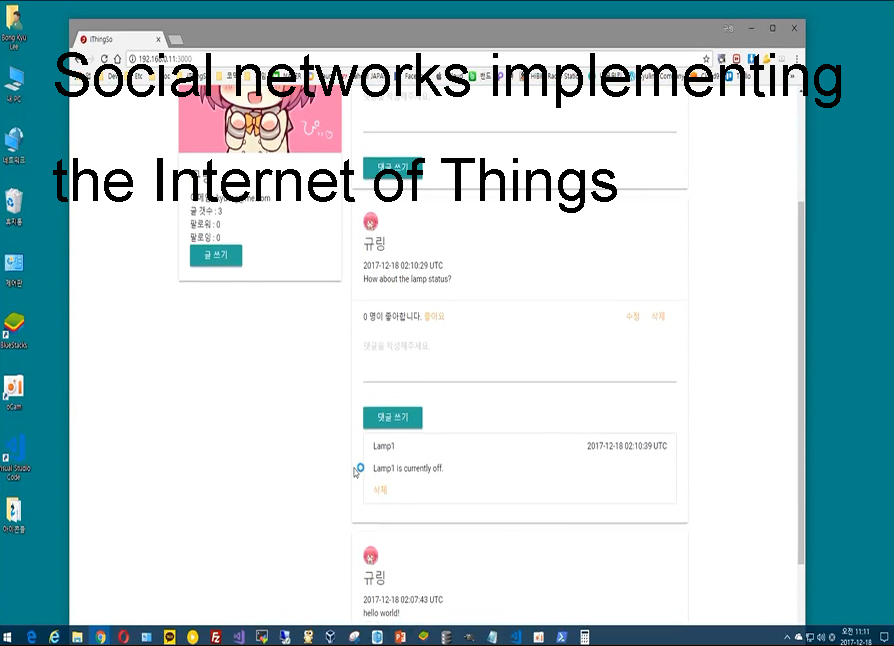 Social networks implementing
the Internet of Things
iThingSo
192.168.0.11:3000
글 갯수 : 3
팔로워 : 0
팔로잉 : 0
글 쓰기
댓글 쓰기
규링
2017-12-18 02:10:29 UTC
How about the lamp status?
0 명이 좋아합니다. 좋아요
수정 삭제
댓글을 작성해주세요.
댓글 쓰기
Lamp1 2017-12-18 02:10:39 UTC
Lamp1 is currently off.
삭제
규링
2017-12-18 02:07:43 UTC
hello world!
Bong Kyu
Lee
내 PC
네트워크
휴지통
제어판
BlueStacks
oCam
Visual Studio
Code
오전 11:11
2017-12-18